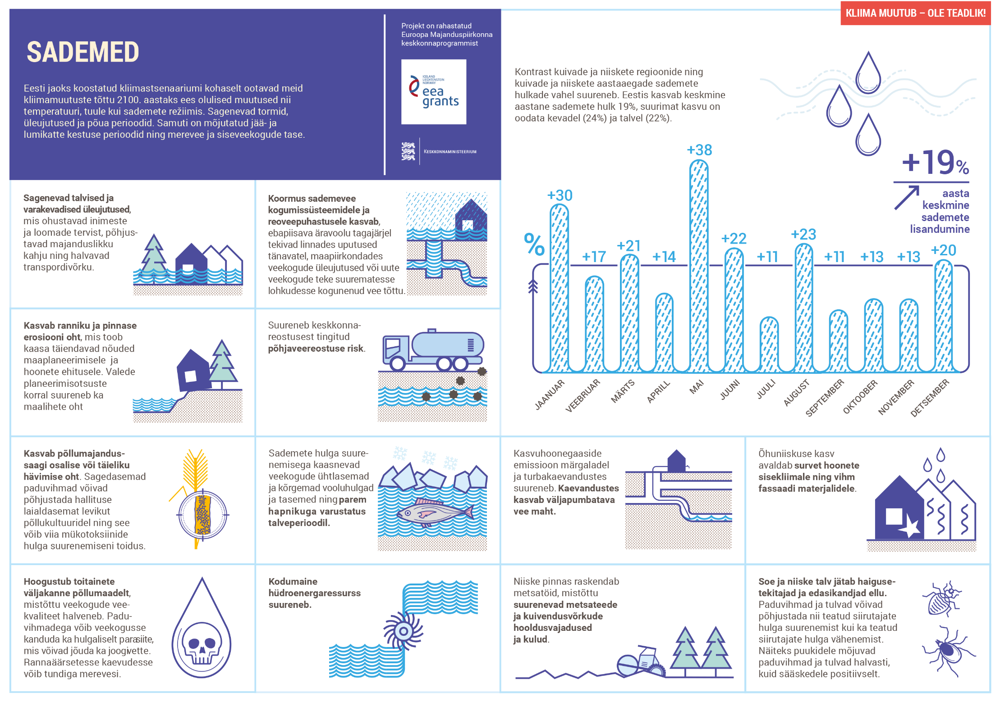 KLIIMA MUUTUB – OLE TEADLIK!
SADEMED
Eesti jaoks koostatud kliimastsenaariumi kohaselt ootavad meid
kliimamuutuste tõttu 2100. aastaks ees olulised muutused nii
temperatuuri, tuule kui sademete režiimis. Sagenevad tormid,
üleujutused ja põua perioodid. Samuti on mõjutatud jää- ja
lumikatte kestuse perioodid ning merevee ja siseveekogude tase.
Projekt on rahastatud
Euroopa Majanduspiirkonna
keskkonnaprogrammist
ICELAND
LIECHTENSTEIN
NORWAY
eea
grants
KESKKONNAMINISTEERIUM
Kontrast kuivade ja niiskete regioonide ning
kuivade ja niiskete aastaaegade sademete
hulkade vahel suureneb. Eestis kasvab keskmine
aastane sademete hulk 19%, suurimat kasvu on
oodata kevadel (24%) ja talvel (22%).
+19%
aasta
keskmine
sademete
lisandumine
%
+30
+17
+21
+14
+38
+22
+11
+23
+11
+13
+13
+20
JAANUAR
VEEBRUAR
MÄRTS
APRILL
MAI
JUUNI
JUULI
AUGUST
SEPTEMBER
OKTOOBER
NOVEMBER
DETSEMBER
Sagenevad talvised ja
varakevadised üleujutused,
mis ohustavad inimeste
ja loomade tervist, põhjus-
tavad majanduslikku
kahju ning halvavad
transpordivõrku.
Koormus sademevee
kogumissüsteemidele ja
reoveepuhastusele kasvab,
ebapiisava äravoolu tagajärjel
tekivad linnades uputused
tänavatel, maapiirkondades
veekogude üleujutused või uute
veekogude teke suurematesse
lohkudesse kogunenud vee tõttu.
Kasvab ranniku ja pinnase
erosiooni oht, mis toob
kaasa täiendavad nõuded
maaplaneerimisele ja
hoonete ehitusele. Valede
planeerimisotsuste
korral suureneb ka
maalihete oht
Suureneb keskkonna-
reostusest tingitud
põhjaveereostuse risk.
Kasvab põllumajandus-
saagi osalise või täieliku
hävimise oht. Sagedasemad
paduvihmad võivad
põhjustada hallituse
laialdasemat levikut
põllukultuuridel ning see
võib viia mükotoksiinide
hulga suurenemiseni toidus.
Sademete hulga suure-
nemisega kaasnevad
veekogude ühtlasemad
ja kõrgemad vooluhulgad
ja tasemed ning parem
hapnikuga varustatus
talveperioodil.
Kasvuhoonegaaside
emissioon märgaladel
ja turbakaevandustes
suureneb. Kaevandustes
kasvab väljapumbatava
vee maht.
Õhuniiskuse kasv
avaldab survet hoonete
sisekliimale ning vihm
fassaadi materjalidele.
Hoogustub toitainete
väljakanne põllumaadelt,
mistõttu veekogude vee-
kvaliteet halveneb. Padu-
vihmadega võib veekogusse
kanduda ka hulgaliselt parasiite,
mis võivad jõuda ka joogivette.
Rannaäärsetesse kaevudesse
võib tundiga merevesi.
Kodumaine
hüdroenergaressurss
suureneb.
Niiske pinnas raskendab
metsatöid, mistõttu
suurenevad metsateede
ja kuivendusvõrkude
hooldusvajadused
ja kulud.
Soe ja niiske talv jätab haiguse-
tekitajad ja edasikandjad ellu.
Paduvihmad ja tulvad võivad
põhjustada nii teatud siirutajate
hulga suurenemist kui ka teatud
siirutajate hulga vähenemist.
Näiteks puukidele mõjuvad
paduvihmad ja tulvad halvasti,
kuid sääskedele positiivselt.